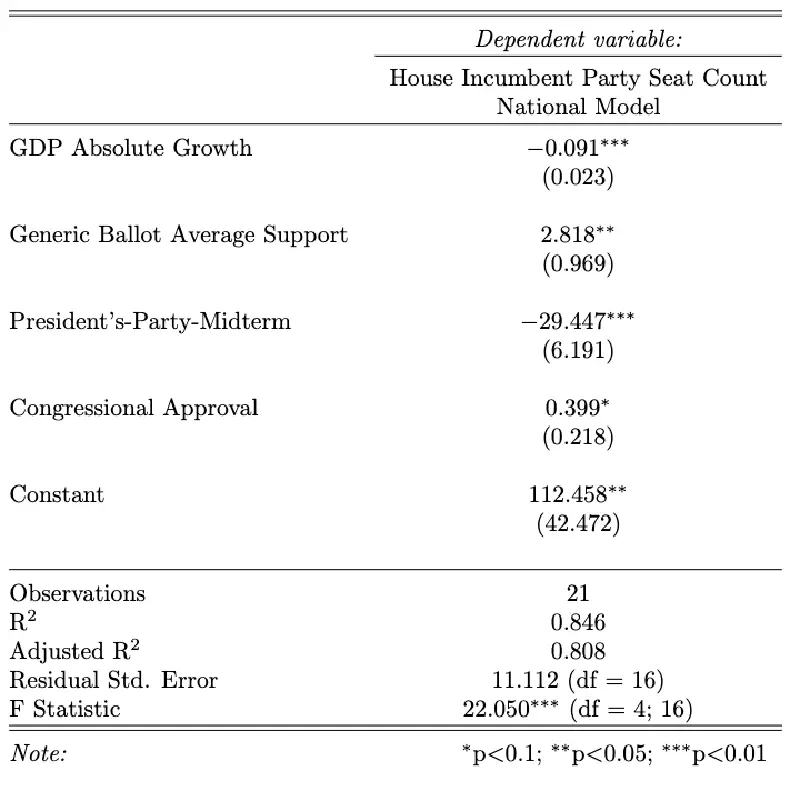 Dependent variable:
House Incumbent Party Seat Count
National Model
GDP Absolute Growth −0.091***
(0.023)
Generic Ballot Average Support 2.818**
(0.969)
President's-Party-Midterm −29.447***
(6.191)
Congressional Approval 0.399*
(0.218)
Constant 112.458**
(42.472)
Observations 21
R² 0.846
Adjusted R² 0.808
Residual Std. Error 11.112 (df = 16)
F Statistic 22.050*** (df = 4; 16)
Note: *p<0.1; **p<0.05; ***p<0.01